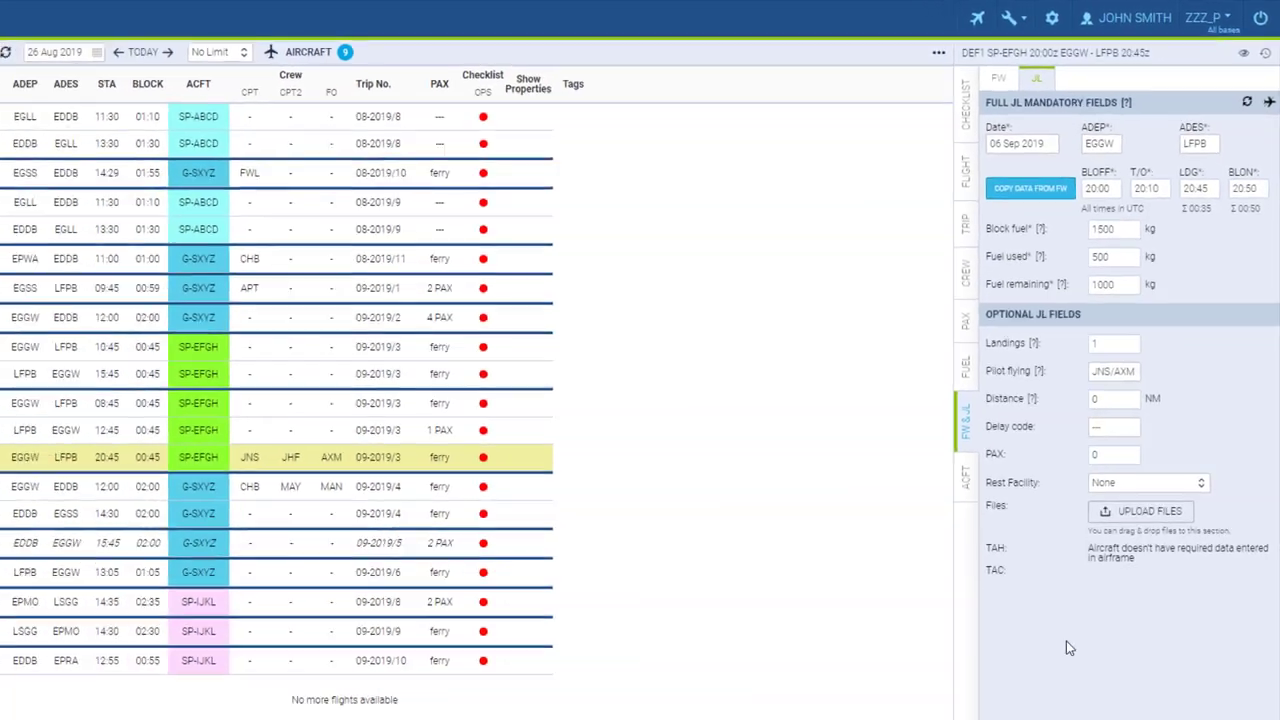 JOHN SMITH ZZZ_P
All bases
26 Aug 2019 TODAY No Limit AIRCRAFT 9 •••
ADEP ADES STA BLOCK ACFT Crew Trip No. PAX Checklist Show Properties Tags
CPT CPT2 FO OPS
EGLL EDDB 11:30 01:10 SP-ABCD - - - 08-2019/8 ---
EDDB EGLL 13:30 01:30 SP-ABCD - - - 08-2019/8 ---
EGSS EDDB 14:29 01:55 G-SXYZ FWL - - 08-2019/10 ferry
EGLL EDDB 11:30 01:10 SP-ABCD - - - 08-2019/9 ---
EDDB EGLL 13:30 01:30 SP-ABCD - - - 08-2019/9 ---
EPWA EDDB 11:00 01:00 G-SXYZ CHB - - 08-2019/11 ferry
EGSS LFPB 09:45 00:59 G-SXYZ APT - - 09-2019/1 2 PAX
EGGW EDDB 12:00 02:00 G-SXYZ - - - 09-2019/2 4 PAX
EGGW LFPB 10:45 00:45 SP-EFGH - - - 09-2019/3 ferry
LFPB EGGW 15:45 00:45 SP-EFGH - - - 09-2019/3 ferry
EGGW LFPB 08:45 00:45 SP-EFGH - - - 09-2019/3 ferry
LFPB EGGW 12:45 00:45 SP-EFGH - - - 09-2019/3 1 PAX
EGGW LFPB 20:45 00:45 SP-EFGH JNS JHF AXM 09-2019/3 ferry
EGGW EDDB 12:00 02:00 G-SXYZ CHB MAY MAN 09-2019/4 ferry
EDDB EGSS 14:30 02:00 G-SXYZ - - - 09-2019/4 ferry
EDDB EGGW 15:45 02:00 G-SXYZ - - - 09-2019/5 2 PAX
LFPB EGGW 13:05 01:05 G-SXYZ - - - 09-2019/6 ferry
EPMO LSGG 14:35 02:35 SP-IJKL - - - 09-2019/8 2 PAX
LSGG EPMO 14:30 02:30 SP-IJKL - - - 09-2019/9 ferry
EDDB EPRA 12:55 00:55 SP-IJKL - - - 09-2019/10 ferry
No more flights available
CHECKLIST
FLIGHT
TRIP
CREW
PAX
FUEL
FW & JL
ACFT
DEF1 SP-EFGH 20:00z EGGW - LFPB 20:45z
FW JL
FULL JL MANDATORY FIELDS [?]
Date*: ADEP*: ADES*:
06 Sep 2019 EGGW LFPB
BLOFF*: T/O*: LDG*: BLON*:
COPY DATA FROM FW 20:00 20:10 20:45 20:50
All times in UTC Σ 00:35 Σ 00:50
Block fuel* [?]: 1500 kg
Fuel used* [?]: 500 kg
Fuel remaining* [?]: 1000 kg
OPTIONAL JL FIELDS
Landings [?]: 1
Pilot flying [?]: JNS/AXM
Distance [?]: 0 NM
Delay code: ---
PAX: 0
Rest Facility: None
Files: UPLOAD FILES
You can drag & drop files to this section.
TAH: Aircraft doesn't have required data entered
in airframe
TAC: